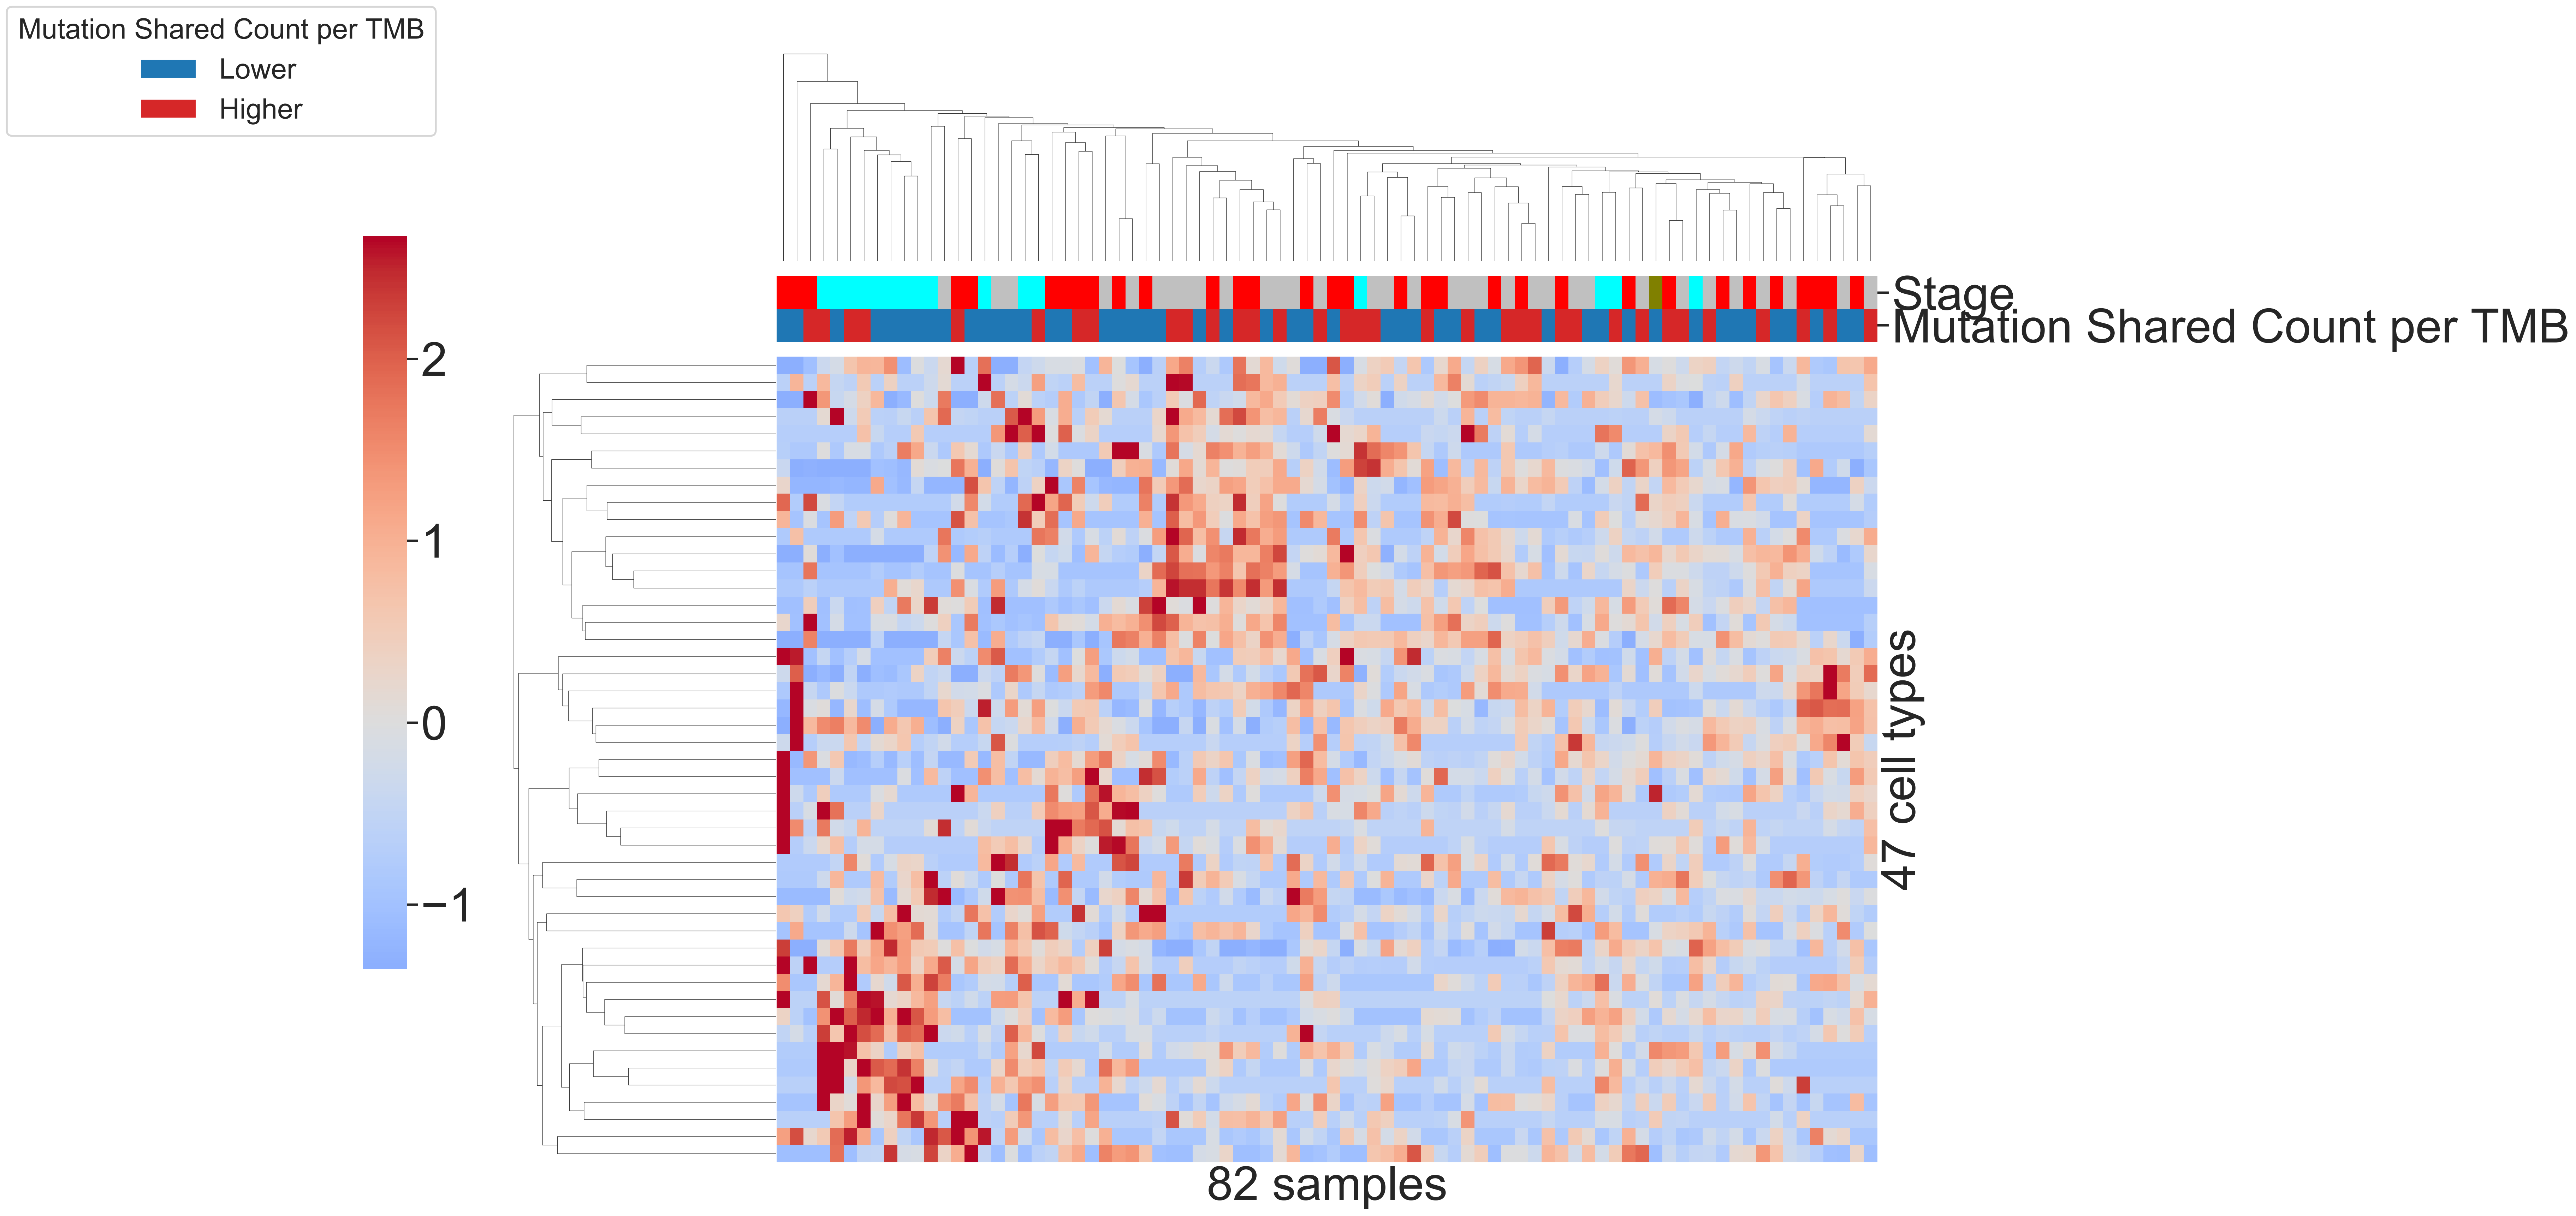 Mutation Shared Count per TMB
Lower
Higher
Stage
Mutation Shared Count per TMB
2
1
0
−1
47 cell types
82 samples